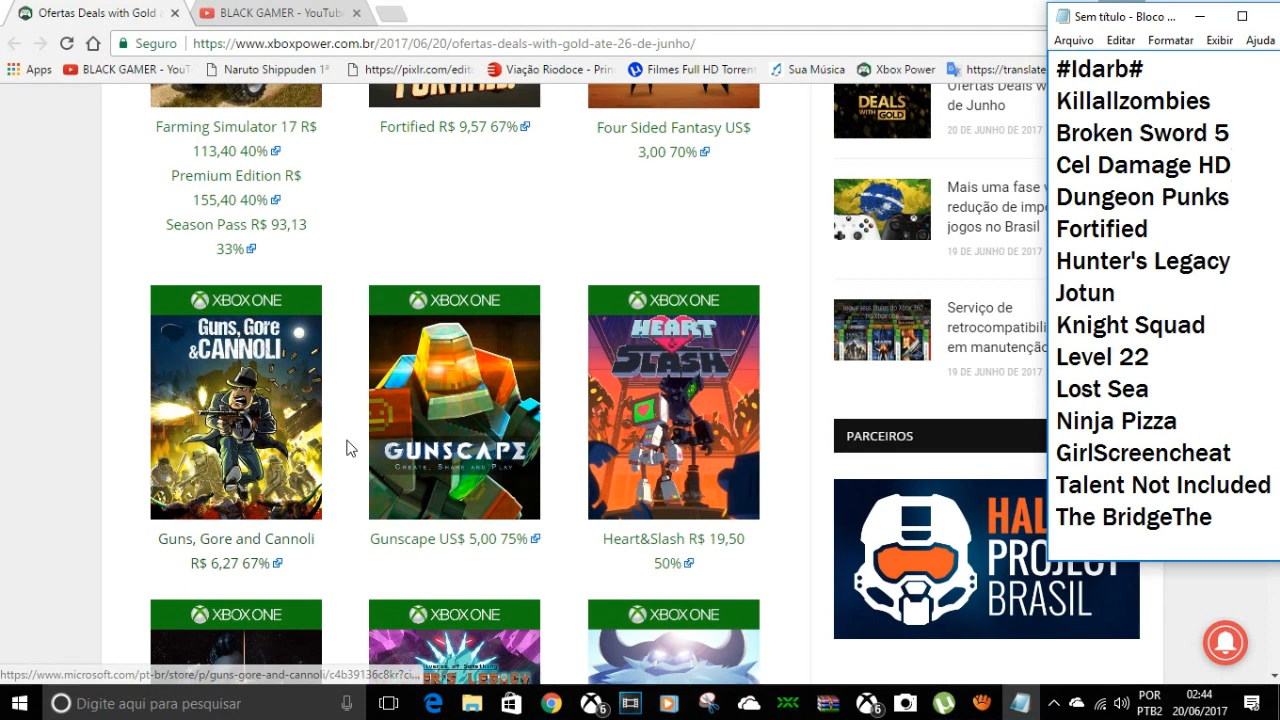 Ofertas Deals with Gold a
BLACK GAMER - YouTube
Seguro
https://www.xboxpower.com.br/2017/06/20/ofertas-deals-with-gold-ate-26-de-junho/
Apps
BLACK GAMER - YouT
Naruto Shippuden 1ª
https://pixlr.com/edit
Viação Riodoce - Prin
Filmes Full HD Torrent
Sua Música
Xbox Power
https://translate
Farming Simulator 17 R$
113,40 40%
Premium Edition R$
155,40 40%
Season Pass R$ 93,13
33%
FORTIFIED
Fortified R$ 9,57 67%
Four Sided Fantasy US$
3,00 70%
XBOX ONE
Guns, Gore
&CANNOLI
Guns, Gore and Cannoli
R$ 6,27 67%
XBOX ONE
GUNSCAPE
CREATE, SHARE AND PLAY
Gunscape US$ 5,00 75%
XBOX ONE
HEART
SLASH
Heart&Slash R$ 19,50
50%
XBOX ONE
XBOX ONE
XBOX ONE
DEALS
WITH GOLD
Ofertas Deals wi
de Junho
20 DE JUNHO DE 2017
Mais uma fase v
redução de impo
jogos no Brasil
19 DE JUNHO DE 2017
Serviço de
retrocompatibili
em manutenção
19 DE JUNHO DE 2017
PARCEIROS
HAL
PROJECT
BRASIL
Sem título - Bloco ...
Arquivo Editar Formatar Exibir Ajuda
#Idarb#
Killallzombies
Broken Sword 5
Cel Damage HD
Dungeon Punks
Fortified
Hunter's Legacy
Jotun
Knight Squad
Level 22
Lost Sea
Ninja Pizza
GirlScreencheat
Talent Not Included
The BridgeThe
https://www.microsoft.com/pt-br/store/p/guns-gore-and-cannoli/c4b39136c8kr?ci...
Digite aqui para pesquisar
POR
PTB2
02:44
20/06/2017